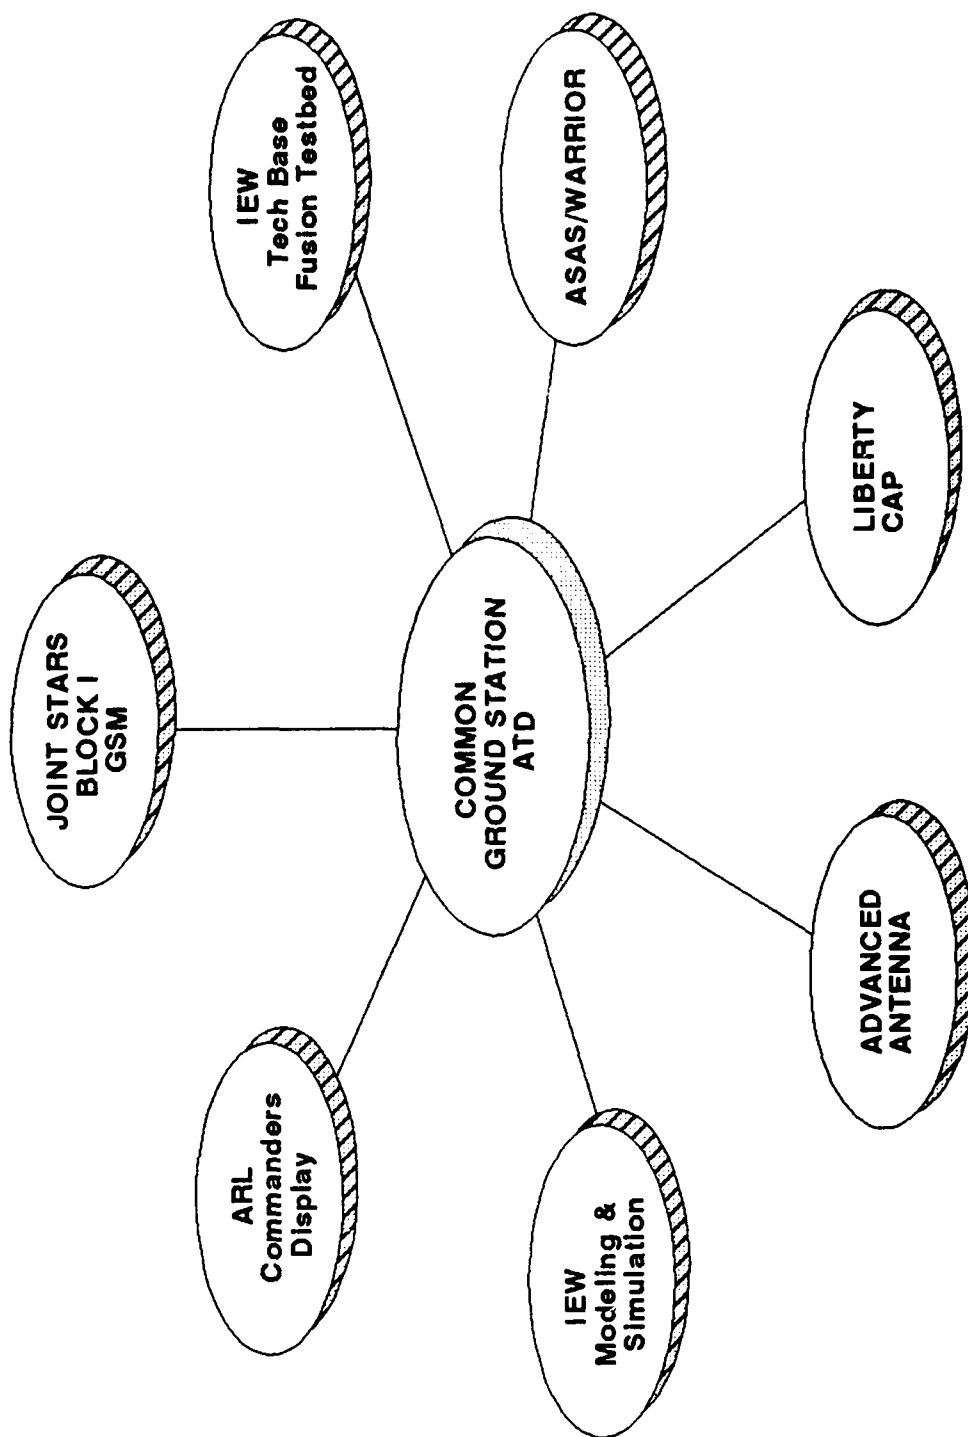 JOINT STARS
BLOCK I
GSM
ARL
Commanders
Display
IEW
Tech Base
Fusion Testbed
COMMON
GROUND STATION
ATD
IEW
Modeling &
Simulation
ASAS/WARRIOR
ADVANCED
ANTENNA
LIBERTY
CAP